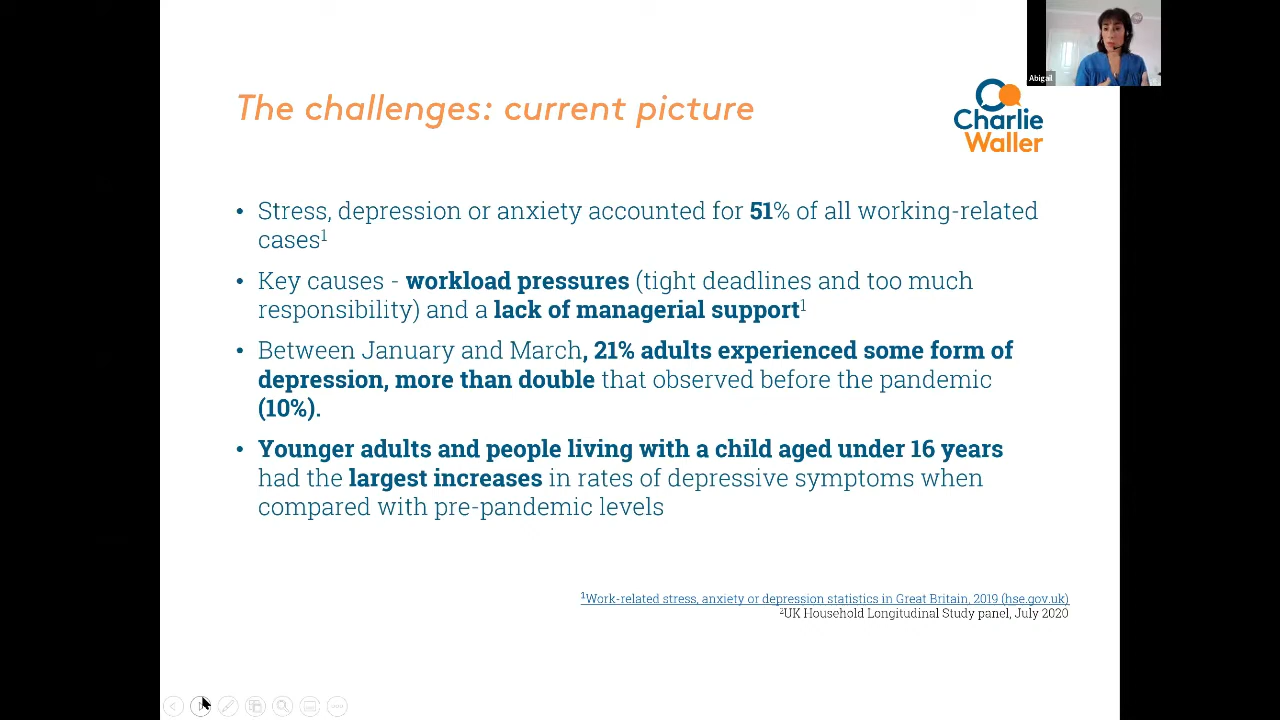 Abigail
The challenges: current picture
Charlie
Waller
• Stress, depression or anxiety accounted for 51% of all working-related
cases¹
• Key causes - workload pressures (tight deadlines and too much
responsibility) and a lack of managerial support¹
• Between January and March, 21% adults experienced some form of
depression, more than double that observed before the pandemic
(10%).
• Younger adults and people living with a child aged under 16 years
had the largest increases in rates of depressive symptoms when
compared with pre-pandemic levels
¹Work-related stress, anxiety or depression statistics in Great Britain, 2019 (hse.gov.uk)
²UK Household Longitudinal Study panel, July 2020